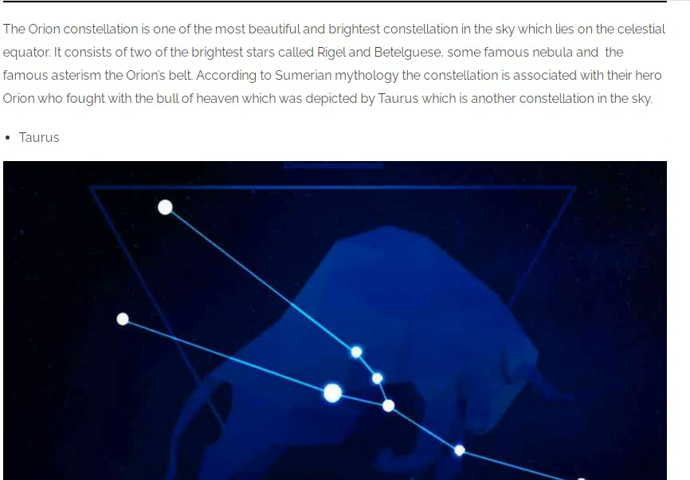 The Orion constellation is one of the most beautiful and brightest constellation in the sky which lies on the celestial
equator. It consists of two of the brightest stars called Rigel and Betelguese, some famous nebula and  the
famous asterism the Orion's belt. According to Sumerian mythology the constellation is associated with their hero
Orion who fought with the bull of heaven which was depicted by Taurus which is another constellation in the sky.
• Taurus